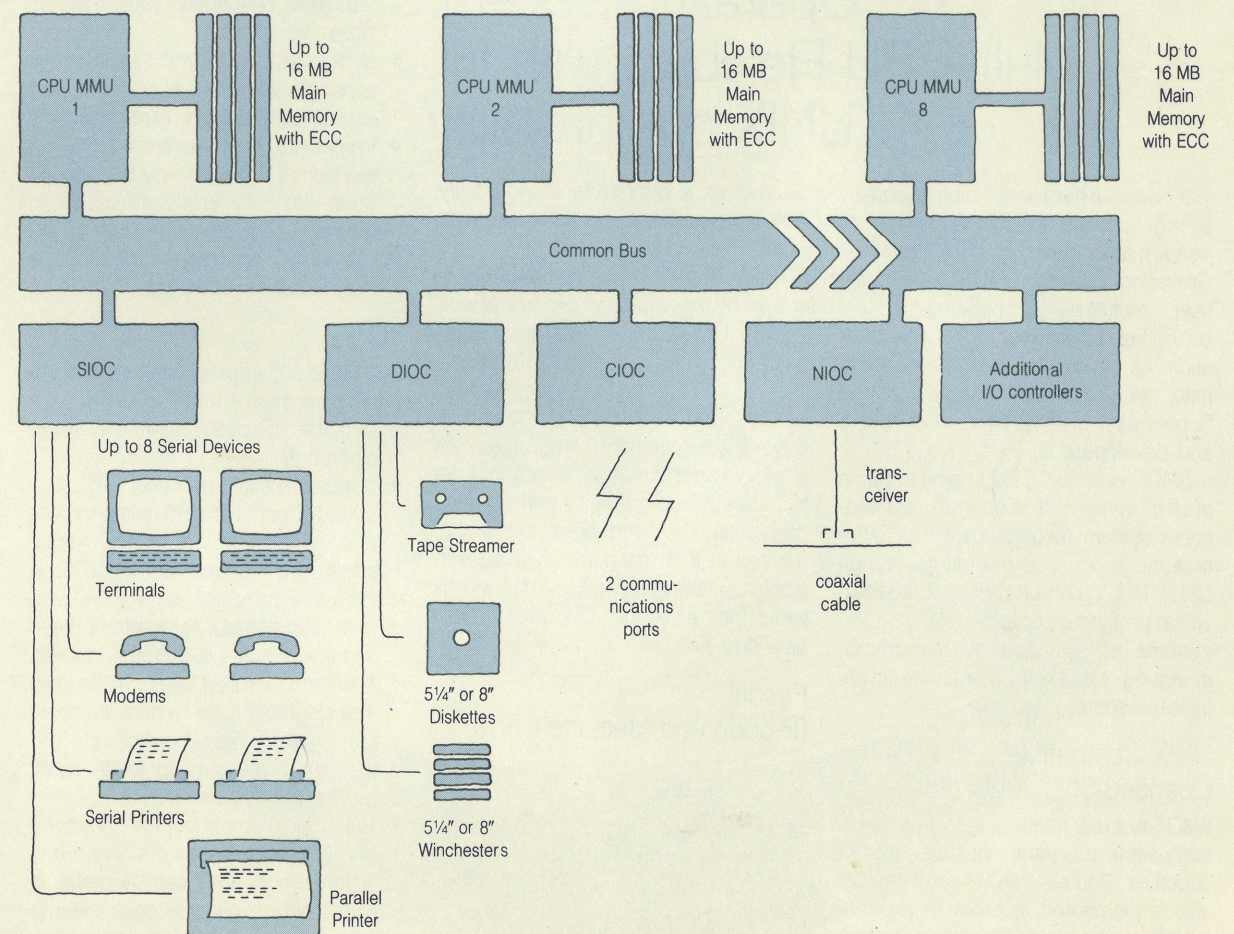 CPU MMU
1
Up to
16 MB
Main
Memory
with ECC
CPU MMU
2
Up to
16 MB
Main
Memory
with ECC
CPU MMU
8
Up to
16 MB
Main
Memory
with ECC
Common Bus
SIOC
DIOC
CIOC
NIOC
Additional
I/O controllers
Up to 8 Serial Devices
Terminals
Modems
Serial Printers
Parallel
Printer
Tape Streamer
5¼″ or 8″
Diskettes
5¼″ or 8″
Winchesters
2 commu-
nications
ports
trans-
ceiver
coaxial
cable